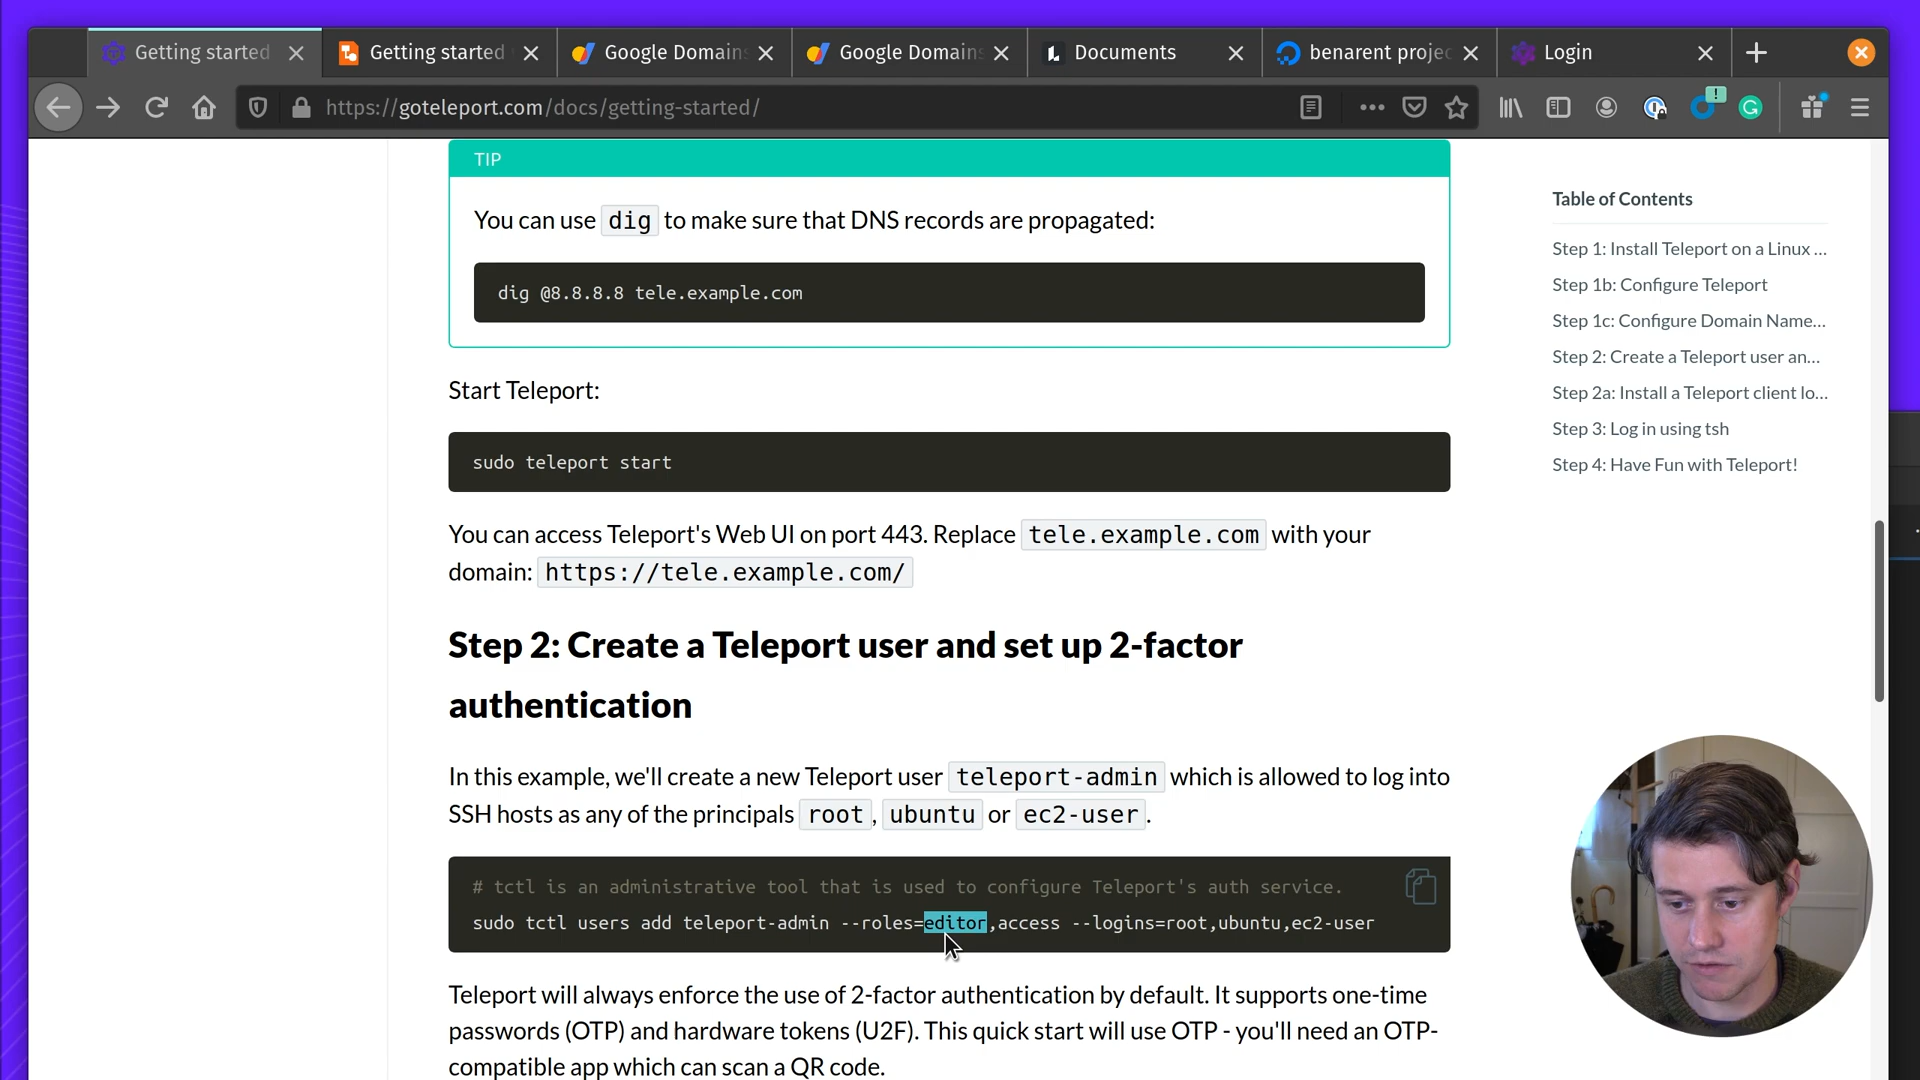 Getting started
Getting started
Google Domains
Google Domains
Documents
benarent projec
Login
https://goteleport.com/docs/getting-started/
TIP
You can use dig to make sure that DNS records are propagated:
dig @8.8.8.8 tele.example.com
Start Teleport:
sudo teleport start
You can access Teleport's Web UI on port 443. Replace tele.example.com with your
domain: https://tele.example.com/
Step 2: Create a Teleport user and set up 2-factor
authentication
In this example, we'll create a new Teleport user teleport-admin which is allowed to log into
SSH hosts as any of the principals root, ubuntu or ec2-user.
# tctl is an administrative tool that is used to configure Teleport's auth service.
sudo tctl users add teleport-admin --roles=editor,access --logins=root,ubuntu,ec2-user
Teleport will always enforce the use of 2-factor authentication by default. It supports one-time
passwords (OTP) and hardware tokens (U2F). This quick start will use OTP - you'll need an OTP-
compatible app which can scan a QR code.
Table of Contents
Step 1: Install Teleport on a Linux ...
Step 1b: Configure Teleport
Step 1c: Configure Domain Name...
Step 2: Create a Teleport user an...
Step 2a: Install a Teleport client lo...
Step 3: Log in using tsh
Step 4: Have Fun with Teleport!